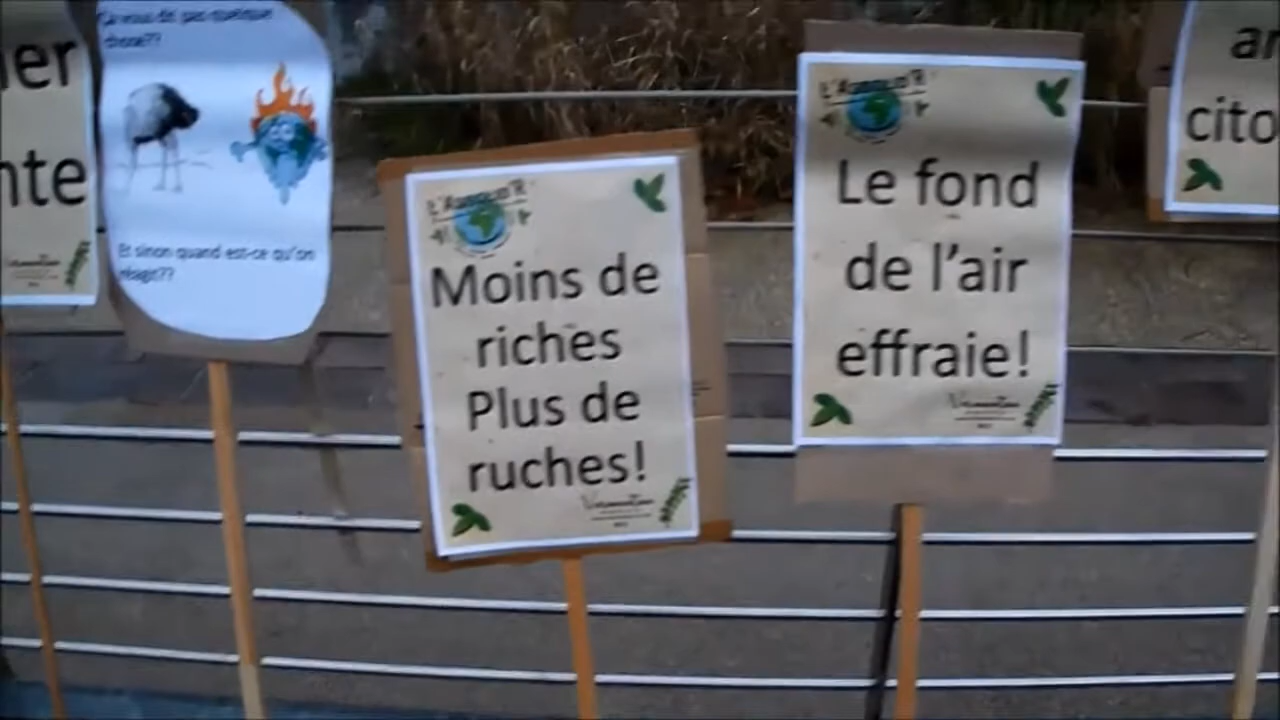 ier
nte
Ça vous dit pas quelque
chose??
Et sinon quand est-ce qu'on
réagit??
Moins de
riches
Plus de
ruches!
Le fond
de l'air
effraie!
ar
cito